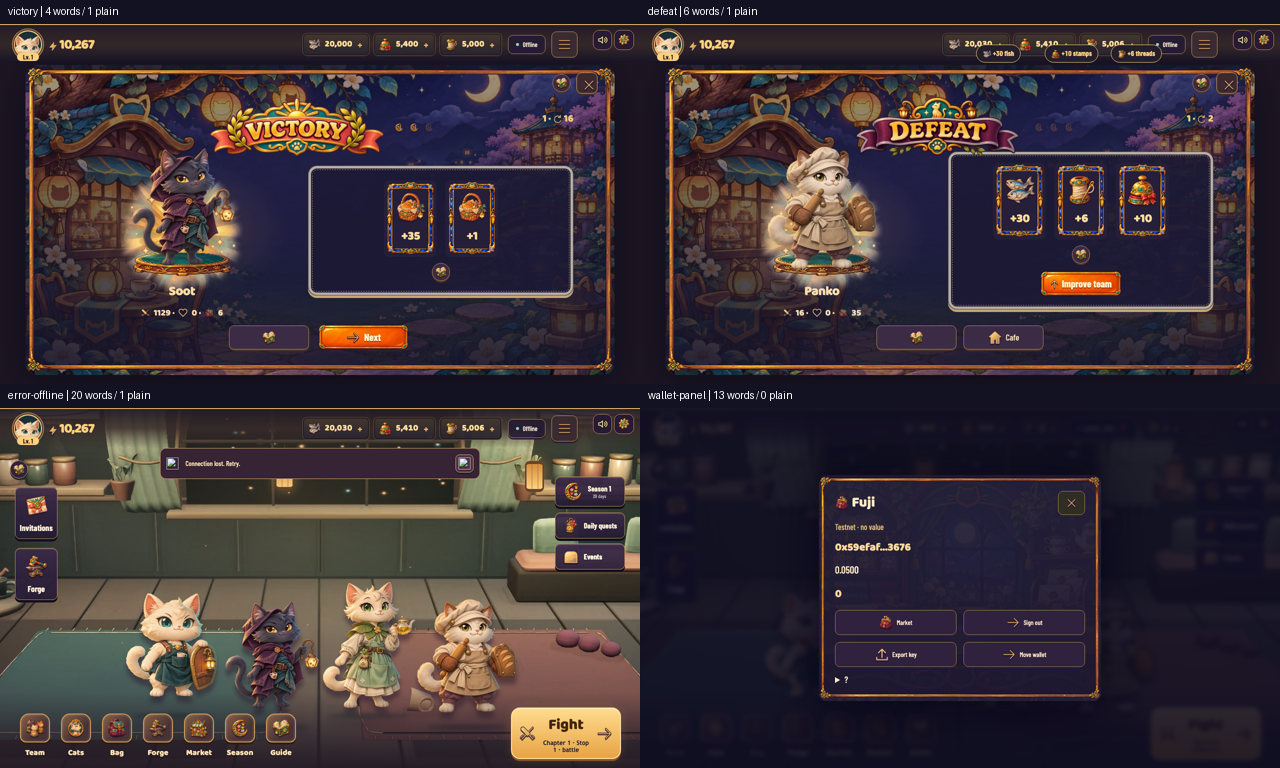 victory | 4 words / 1 plain
Lv.1
10,267
20,000 +
5,400 +
5,000 +
Offline
VICTORY
1 · 16
+35
+1
Soot
1129 · 0 · 6
Next
defeat | 6 words / 1 plain
Lv.1
10,267
20,030
5,410
5,006
Offline
+30 fish
+10 stamps
+6 threads
DEFEAT
1 · 2
+30
+6
+10
Improve team
Panko
16 · 0 · 35
Cafe
error-offline | 20 words / 1 plain
Lv.1
10,267
20,030 +
5,410 +
5,006 +
Offline
Connection lost. Retry.
Season 1
28 days
Invitations
Daily quests
Events
Forge
Fight
Chapter 1 · Stop
1 · battle
Team
Cats
Bag
Forge
Market
Season
Guide
wallet-panel | 13 words / 0 plain
Fuji
Testnet · no value
0x59efaf...3676
0.0500
0
Market
Sign out
Export key
Move wallet
?